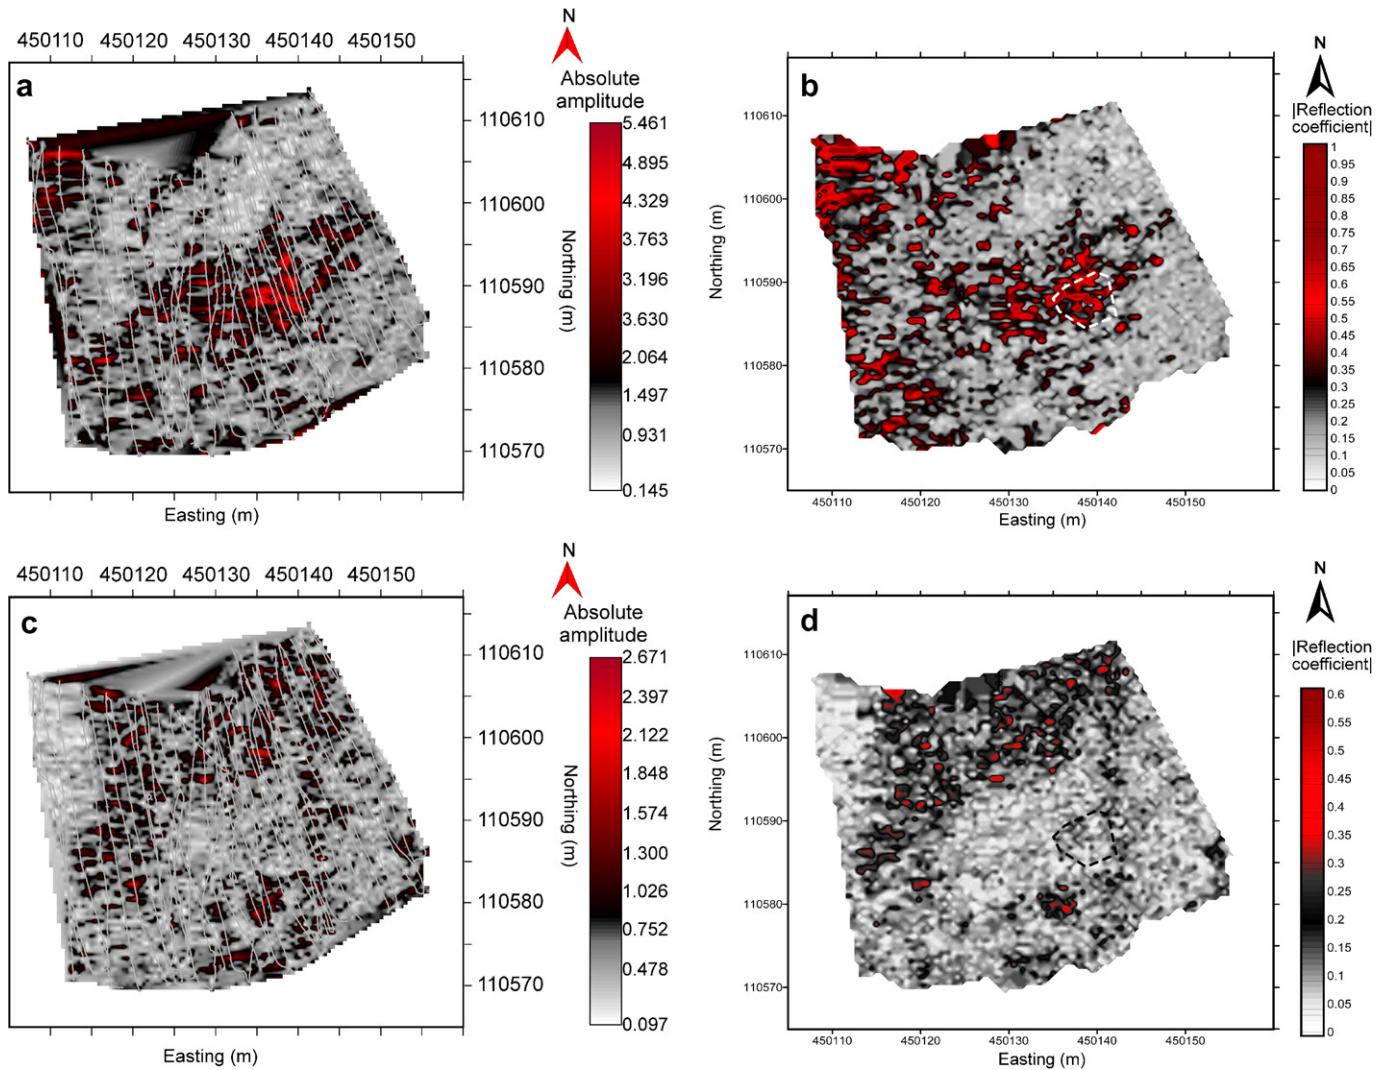 450110 450120 450130 450140 450150
N
a
Absolute
amplitude
5.461
4.895
4.329
3.763
3.196
3.630
2.064
1.497
0.931
0.145
110610
110600
110590
110580
110570
Northing (m)
Easting (m)
b
N
|Reflection
coefficient|
1
0.95
0.9
0.85
0.8
0.75
0.7
0.65
0.6
0.55
0.5
0.45
0.4
0.35
0.3
0.25
0.2
0.15
0.1
0.05
0
110610
110600
110590
110580
110570
Northing (m)
450110 450120 450130 450140 450150
Easting (m)
450110 450120 450130 450140 450150
N
c
Absolute
amplitude
2.671
2.397
2.122
1.848
1.574
1.300
1.026
0.752
0.478
0.097
110610
110600
110590
110580
110570
Northing (m)
Easting (m)
d
N
|Reflection
coefficient|
0.6
0.55
0.5
0.45
0.4
0.35
0.3
0.25
0.2
0.15
0.1
0.05
0
110610
110600
110590
110580
110570
Northing (m)
450110 450120 450130 450140 450150
Easting (m)